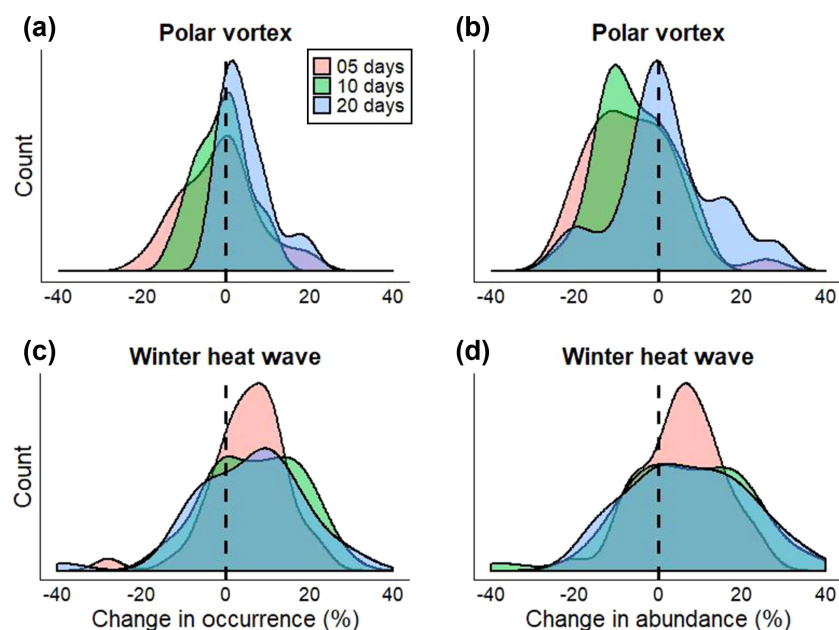 (a)
Polar vortex
05 days
10 days
20 days
Count
-40 -20 0 20 40
(b)
Polar vortex
-40 -20 0 20 40
(c)
Winter heat wave
Count
-40 -20 0 20 40
Change in occurrence (%)
(d)
Winter heat wave
-40 -20 0 20 40
Change in abundance (%)